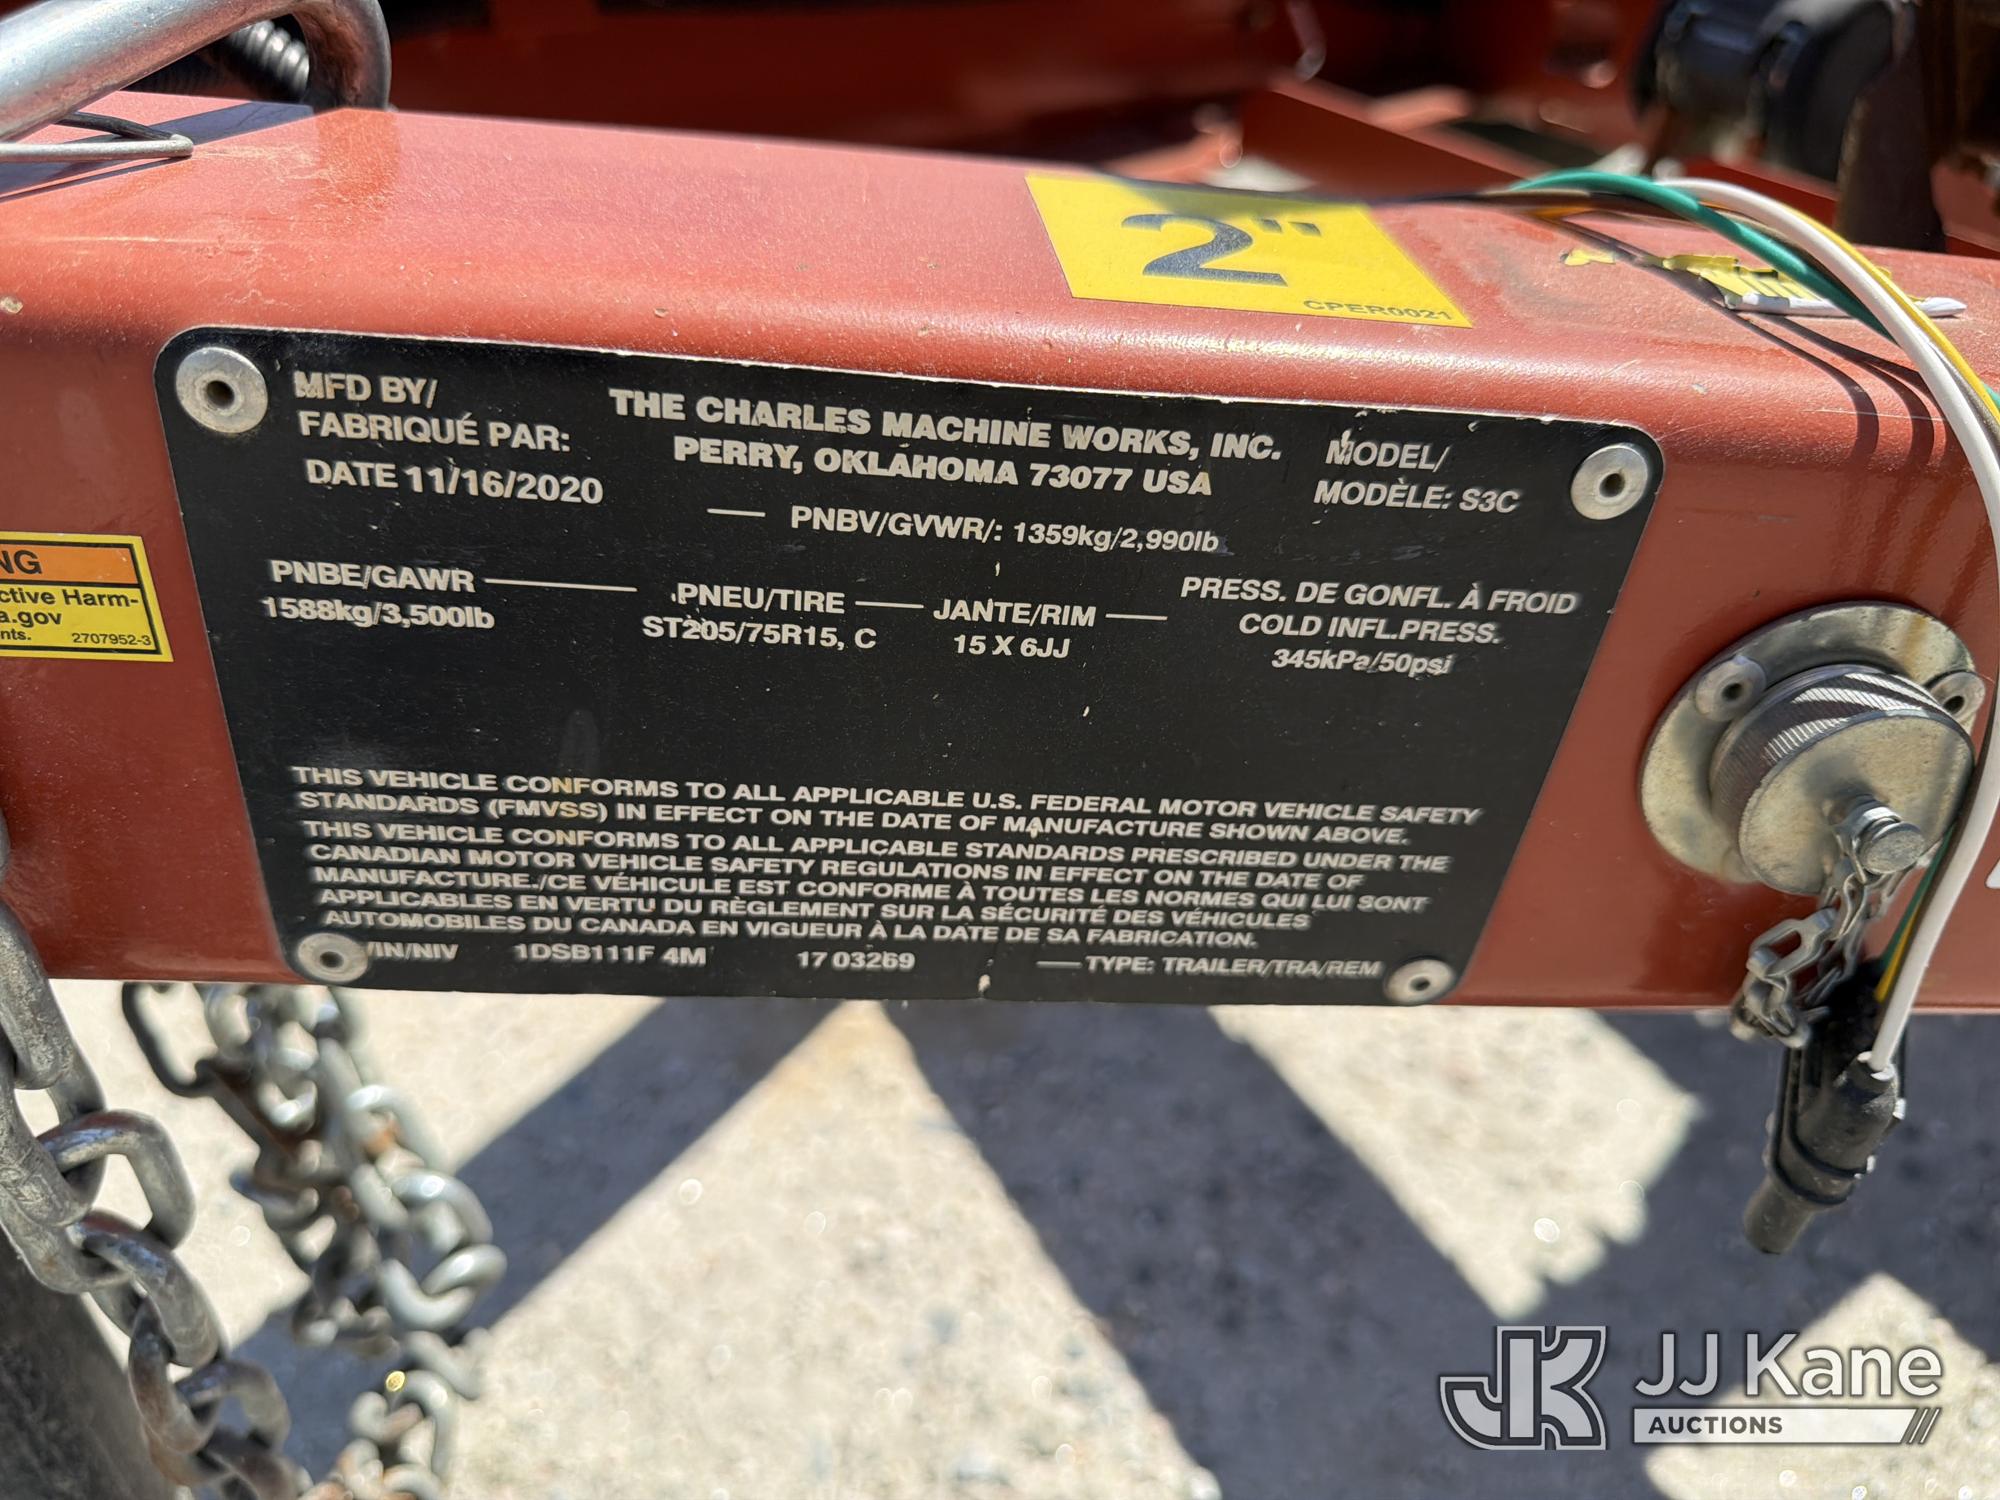 2"
CPER0021
MFD BY/
FABRIQUÉ PAR:
THE CHARLES MACHINE WORKS, INC.
PERRY, OKLAHOMA 73077 USA
MODEL/
MODÈLE: S3C
DATE 11/16/2020
PNBV/GVWR/: 1359kg/2,990lb
PNBE/GAWR
1588kg/3,500lb
PNEU/TIRE
ST205/75R15, C
JANTE/RIM
15 X 6JJ
PRESS. DE GONFL. À FROID
COLD INFL.PRESS.
345kPa/50psi
THIS VEHICLE CONFORMS TO ALL APPLICABLE U.S. FEDERAL MOTOR VEHICLE SAFETY
STANDARDS (FMVSS) IN EFFECT ON THE DATE OF MANUFACTURE SHOWN ABOVE.
THIS VEHICLE CONFORMS TO ALL APPLICABLE STANDARDS PRESCRIBED UNDER THE
CANADIAN MOTOR VEHICLE SAFETY REGULATIONS IN EFFECT ON THE DATE OF
MANUFACTURE./CE VÉHICULE EST CONFORME À TOUTES LES NORMES QUI LUI SONT
APPLICABLES EN VERTU DU RÈGLEMENT SUR LA SÉCURITÉ DES VÉHICULES
AUTOMOBILES DU CANADA EN VIGUEUR À LA DATE DE SA FABRICATION.
VIN/NIV 1DSB111F 4M 17 03269 TYPE: TRAILER/TRA/REM
NG
ctive Harm-
a.gov
nts. 2707952-3
JK JJ Kane
AUCTIONS